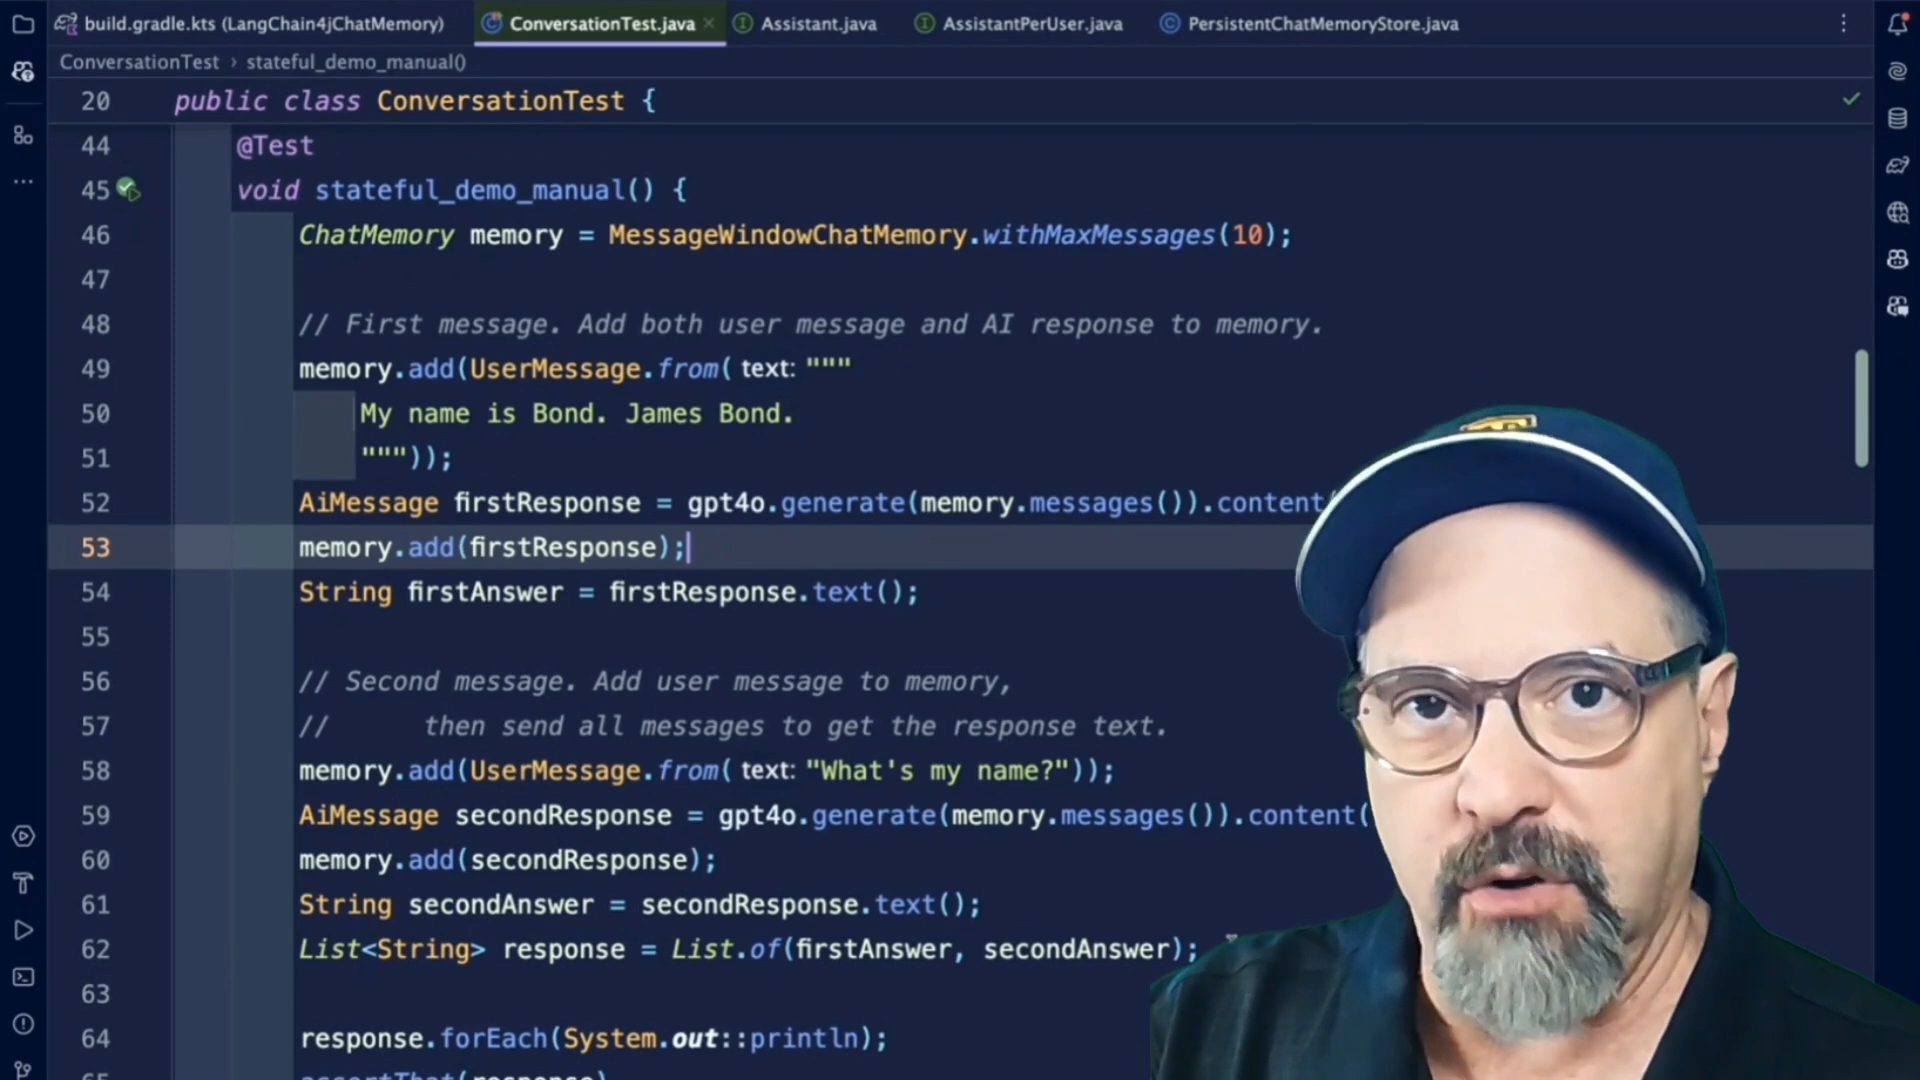 build.gradle.kts (LangChain4jChatMemory)
ConversationTest.java
Assistant.java
AssistantPerUser.java
PersistentChatMemoryStore.java
ConversationTest › stateful_demo_manual()
20 public class ConversationTest {
44 @Test
45 void stateful_demo_manual() {
46 ChatMemory memory = MessageWindowChatMemory.withMaxMessages(10);
47
48 // First message. Add both user message and AI response to memory.
49 memory.add(UserMessage.from( text: """
50 My name is Bond. James Bond.
51 """));
52 AiMessage firstResponse = gpt4o.generate(memory.messages()).content(
53 memory.add(firstResponse);
54 String firstAnswer = firstResponse.text();
55
56 // Second message. Add user message to memory,
57 // then send all messages to get the response text.
58 memory.add(UserMessage.from( text: "What's my name?"));
59 AiMessage secondResponse = gpt4o.generate(memory.messages()).content(
60 memory.add(secondResponse);
61 String secondAnswer = secondResponse.text();
62 List<String> response = List.of(firstAnswer, secondAnswer);
63
64 response.forEach(System.out::println);
65 assertThat(response)